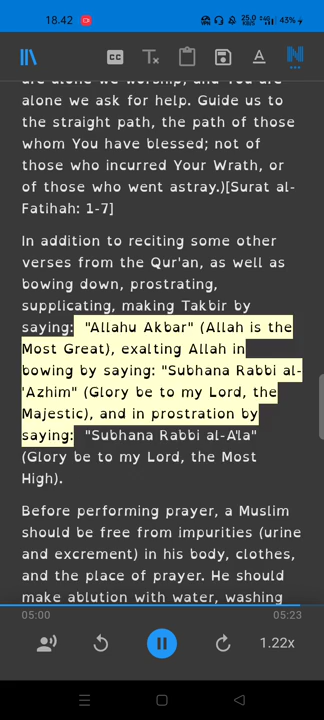 18.42
25.0
KB/S
43%
CC
are alone we worship, and You are
alone we ask for help. Guide us to
the straight path, the path of those
whom You have blessed; not of
those who incurred Your Wrath, or
of those who went astray.)[Surat al-
Fatihah: 1-7]
In addition to reciting some other
verses from the Qur'an, as well as
bowing down, prostrating,
supplicating, making Takbir by
saying: "Allahu Akbar" (Allah is the
Most Great), exalting Allah in
bowing by saying: "Subhana Rabbi al-
'Azhim" (Glory be to my Lord, the
Majestic), and in prostration by
saying: "Subhana Rabbi al-A'la"
(Glory be to my Lord, the Most
High).
Before performing prayer, a Muslim
should be free from impurities (urine
and excrement) in his body, clothes,
and the place of prayer. He should
make ablution with water, washing
05:00
05:23
1.22x